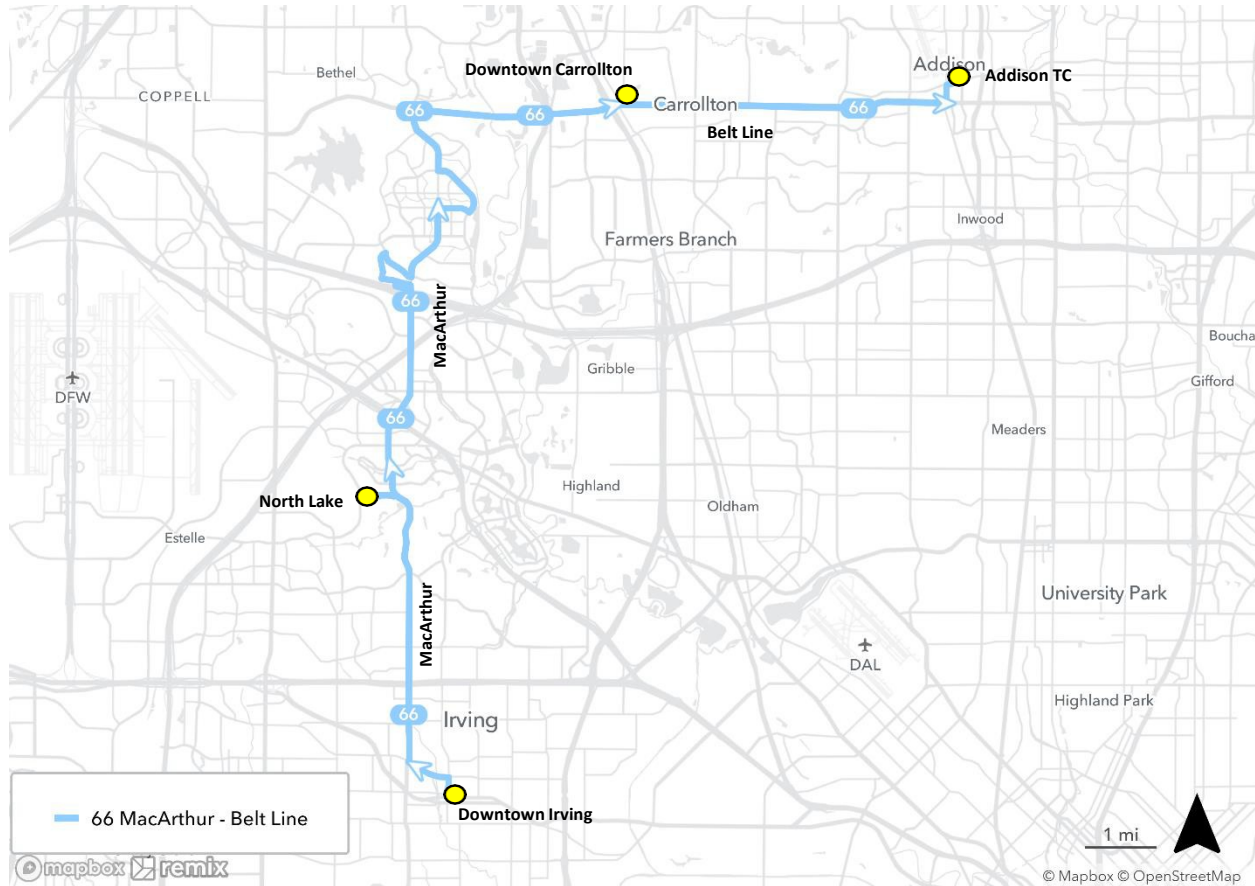 Bethel
COPPELL
Downtown Carrollton
Addison
Addison TC
66
66
Carrollton
66
Belt Line
Inwood
Farmers Branch
66
MacArthur
Boucha
DFW
Gribble
Gifford
66
Meaders
North Lake
Highland
Oldham
Estelle
MacArthur
University Park
DAL
66
Irving
Highland Park
Downtown Irving
66 MacArthur - Belt Line
1 mi
mapbox remix
© Mapbox © OpenStreetMap